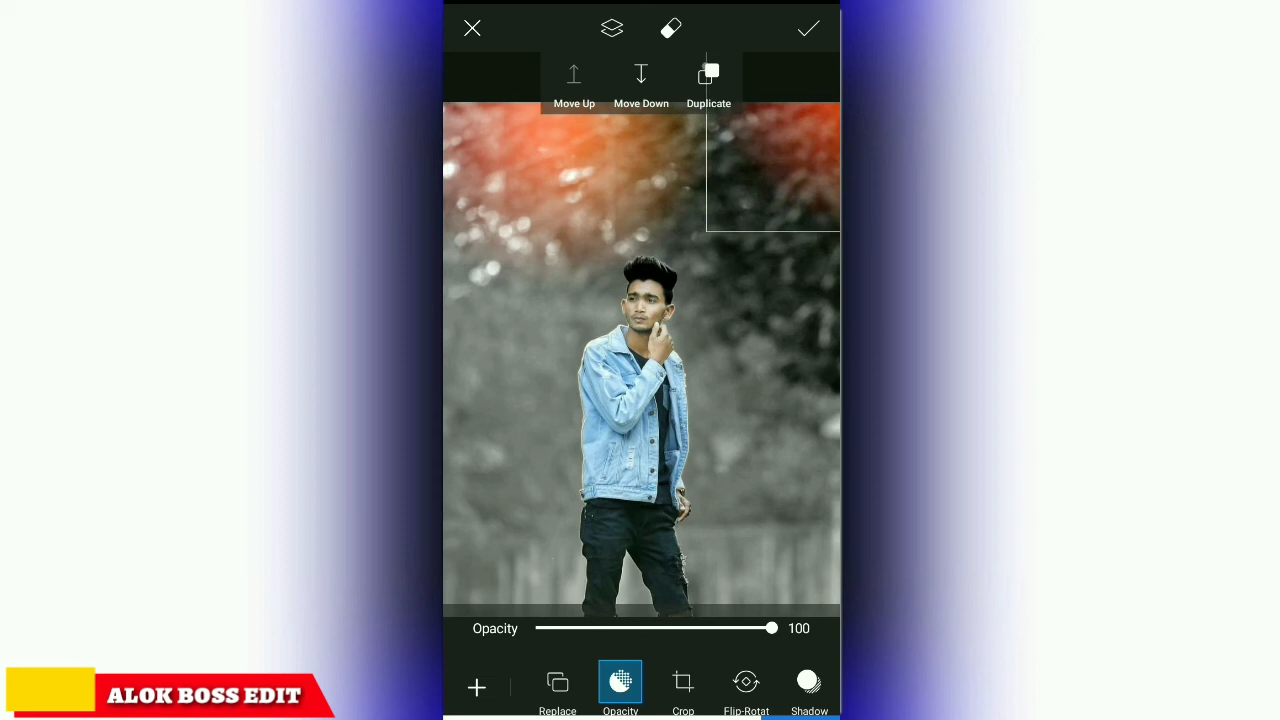 Move Up
Move Down
Duplicate
Opacity
100
Replace
Opacity
Crop
Flip-Rotat
Shadow
ALOK BOSS EDIT